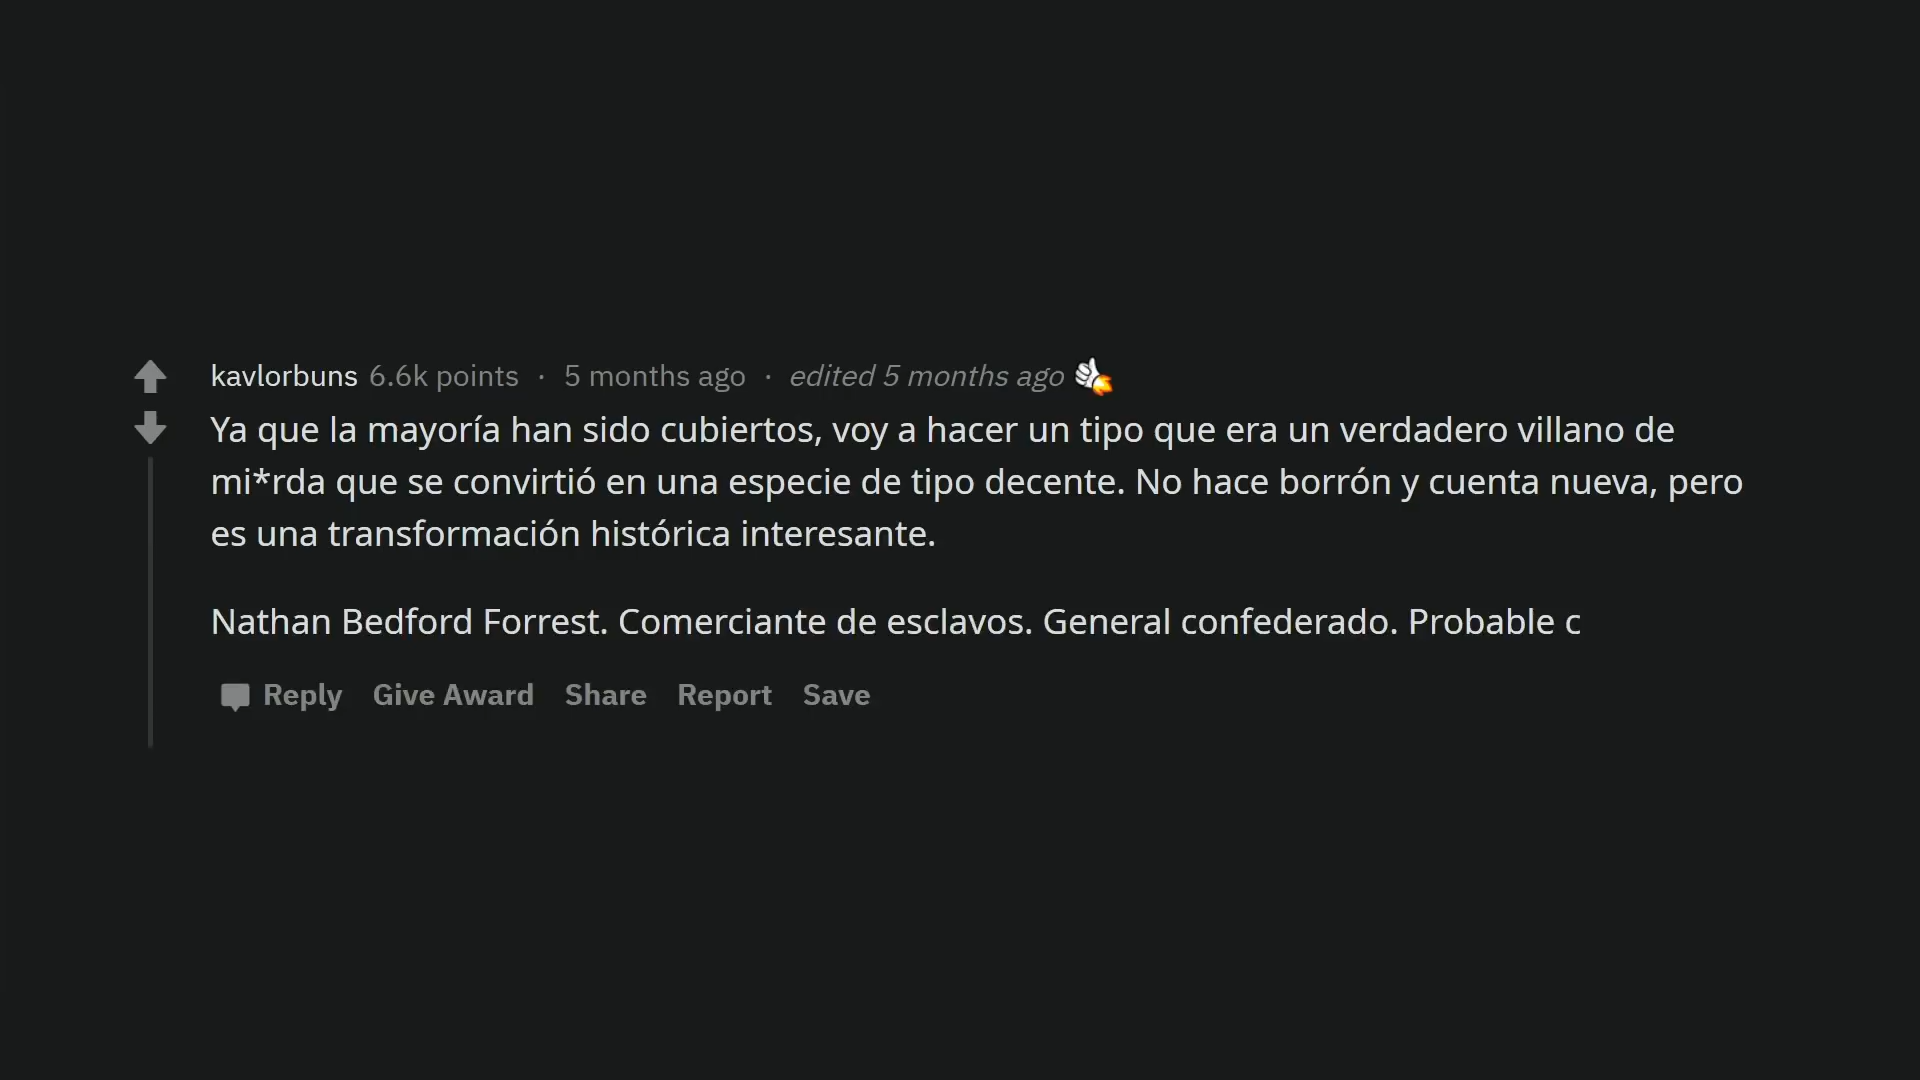 kavlorbuns 6.6k points · 5 months ago · edited 5 months ago
Ya que la mayoría han sido cubiertos, voy a hacer un tipo que era un verdadero villano de
mi*rda que se convirtió en una especie de tipo decente. No hace borrón y cuenta nueva, pero
es una transformación histórica interesante.
Nathan Bedford Forrest. Comerciante de esclavos. General confederado. Probable c
Reply Give Award Share Report Save